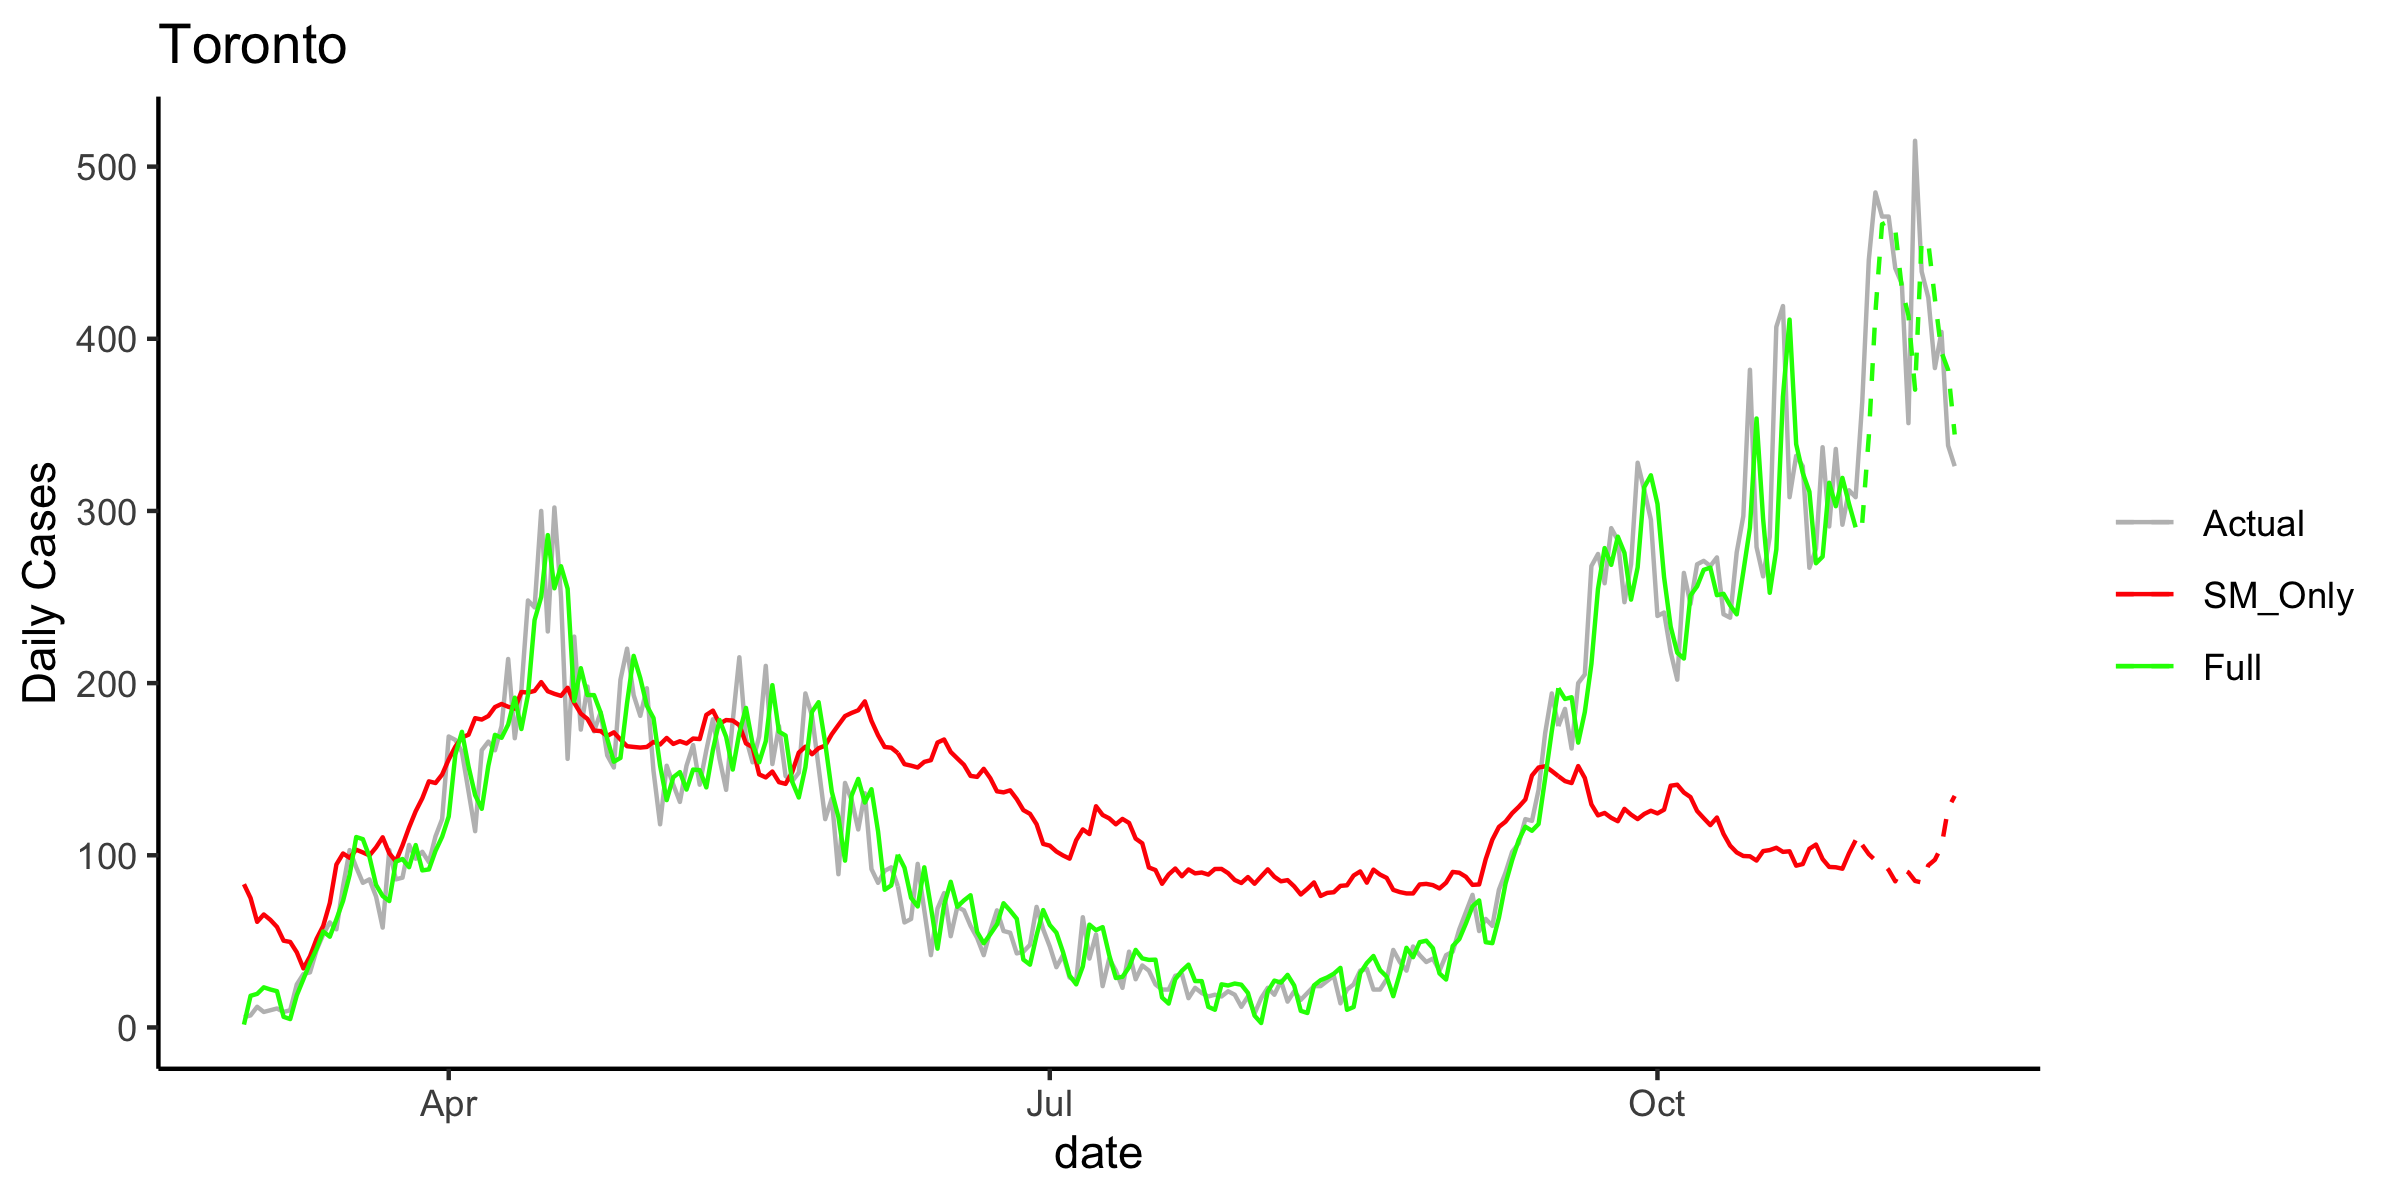 Toronto
Daily Cases
500
400
300
200
100
0
Apr Jul Oct
date
Actual
SM_Only
Full